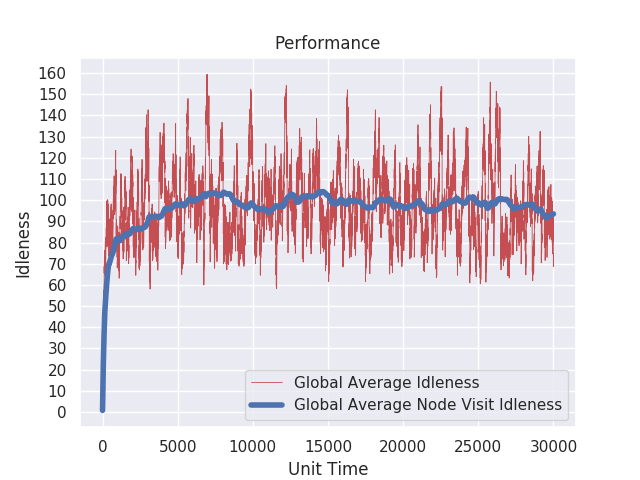 Performance
Idleness
160
150
140
130
120
110
100
90
80
70
60
50
40
30
20
10
0
Global Average Idleness
Global Average Node Visit Idleness
0 5000 10000 15000 20000 25000 30000
Unit Time